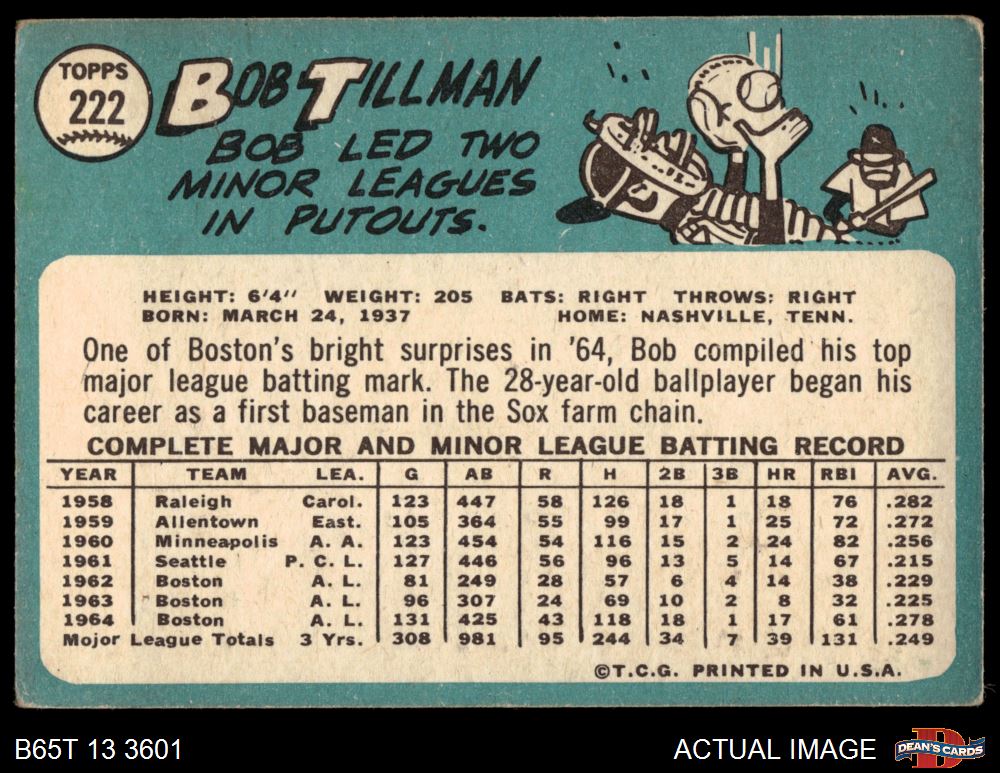 TOPPS
222
BOB TILLMAN
BOB LED TWO
MINOR LEAGUES
IN PUTOUTS.
HEIGHT: 6'4" WEIGHT: 205 BATS: RIGHT THROWS: RIGHT
BORN: MARCH 24, 1937 HOME: NASHVILLE, TENN.
One of Boston's bright surprises in '64, Bob compiled his top
major league batting mark. The 28-year-old ballplayer began his
career as a first baseman in the Sox farm chain.
COMPLETE MAJOR AND MINOR LEAGUE BATTING RECORD
YEAR TEAM LEA. G AB R H 2B 3B HR RBI AVG.
1958 Raleigh Carol. 123 447 58 126 18 1 18 76 .282
1959 Allentown East. 105 364 55 99 17 1 25 72 .272
1960 Minneapolis A. A. 123 454 54 116 15 2 24 82 .256
1961 Seattle P. C. L. 127 446 56 96 13 5 14 67 .215
1962 Boston A. L. 81 249 28 57 6 4 14 38 .229
1963 Boston A. L. 96 307 24 69 10 2 8 32 .225
1964 Boston A. L. 131 425 43 118 18 1 17 61 .278
Major League Totals 3 Yrs. 308 981 95 244 34 7 39 131 .249
©T.C.G. PRINTED IN U.S.A.
B65T 13 3601 ACTUAL IMAGE
D
DEAN'S CARDS